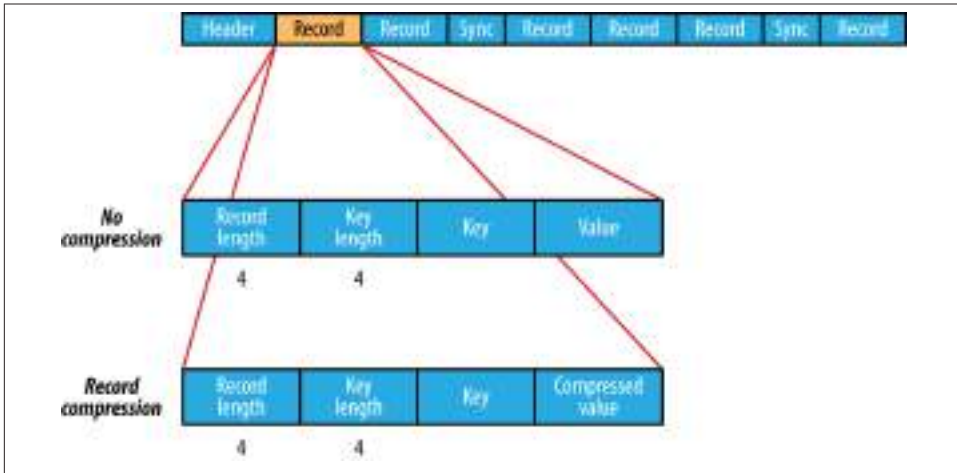 Header Record Record Sync Record Record Record Sync Record
No
compression
Record
length
Key
length
Key
Value
4 4
Record
compression
Record
length
Key
length
Key
Compressed
value
4 4